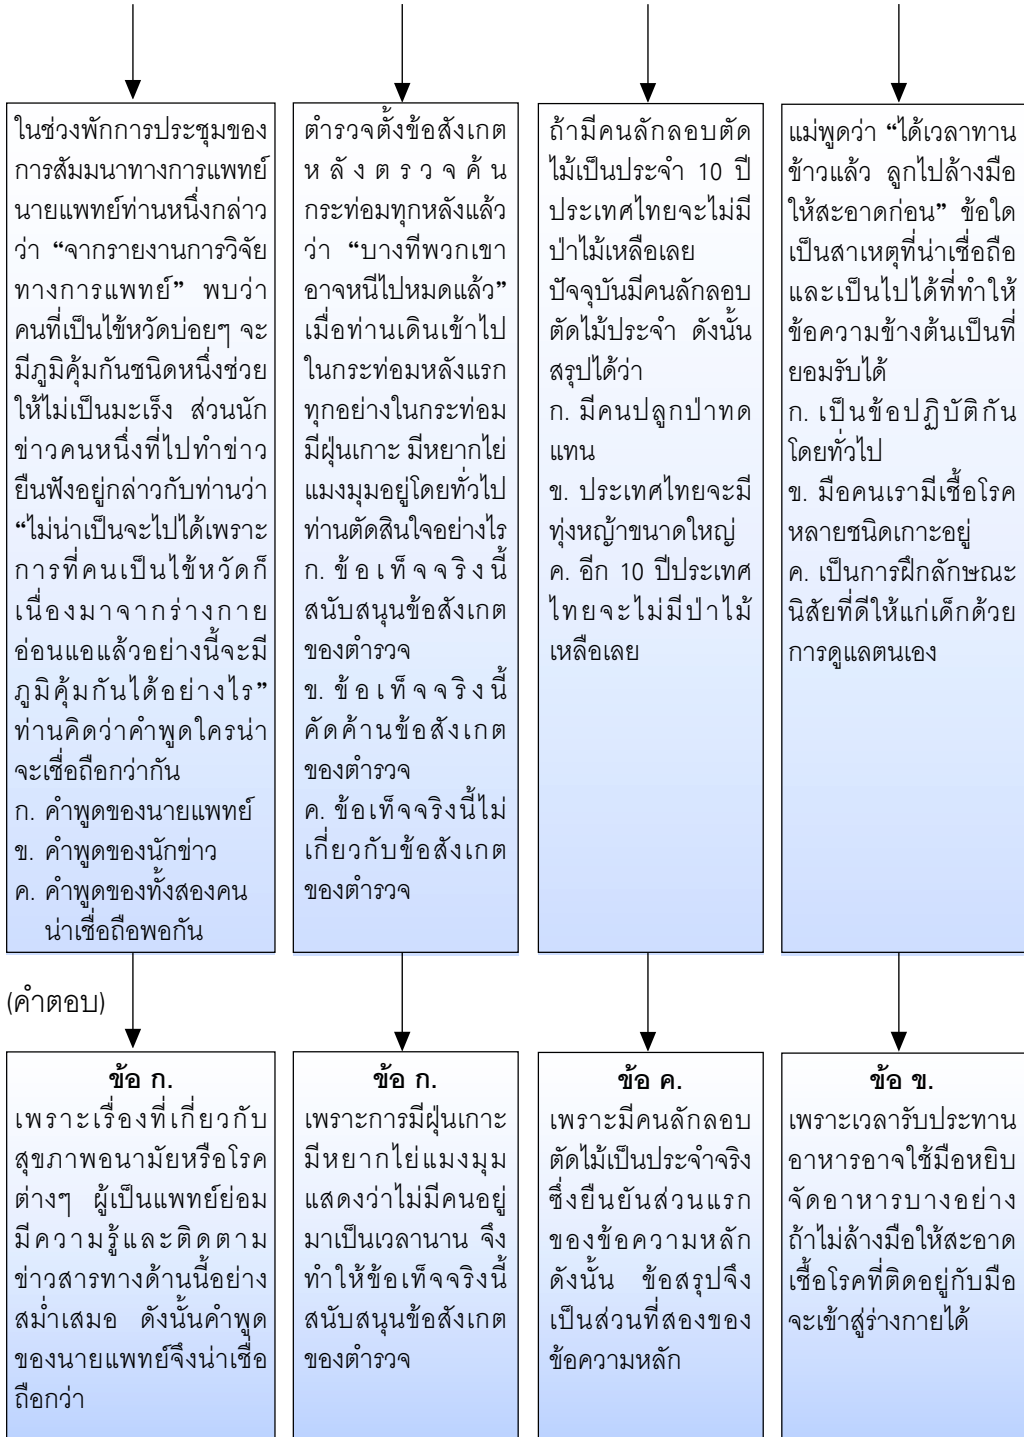 ในช่วงพักการประชุมของ
การสัมมนาทางการแพทย์
นายแพทย์ท่านหนึ่งกล่าว
ว่า “จากรายงานการวิจัย
ทางการแพทย์” พบว่า
คนที่เป็นไข้หวัดบ่อยๆ จะ
มีภูมิคุ้มกันชนิดหนึ่งช่วย
ให้ไม่เป็นมะเร็ง ส่วนนัก
ข่าวคนหนึ่งที่ไปทำข่าว
ยืนฟังอยู่กล่าวกับท่านว่า
“ไม่น่าเป็นจะไปได้เพราะ
การที่คนเป็นไข้หวัดก็
เนื่องมาจากร่างกาย
อ่อนแอแล้วอย่างนี้จะมี
ภูมิคุ้มกันได้อย่างไร”
ท่านคิดว่าคำพูดใครน่า
จะเชื่อถือกว่ากัน
ก. คำพูดของนายแพทย์
ข. คำพูดของนักข่าว
ค. คำพูดของทั้งสองคน
น่าเชื่อถือพอกัน
ตำรวจตั้งข้อสังเกต
หลังตรวจค้น
กระท่อมทุกหลังแล้ว
ว่า “บางทีพวกเขา
อาจหนีไปหมดแล้ว”
เมื่อท่านเดินเข้าไป
ในกระท่อมหลังแรก
ทุกอย่างในกระท่อม
มีฝุ่นเกาะ มีหยากไย่
แมงมุมอยู่โดยทั่วไป
ท่านตัดสินใจอย่างไร
ก. ข้อเท็จจริงนี้
สนับสนุนข้อสังเกต
ของตำรวจ
ข. ข้อเท็จจริงนี้
คัดค้านข้อสังเกต
ของตำรวจ
ค. ข้อเท็จจริงนี้ไม่
เกี่ยวกับข้อสังเกต
ของตำรวจ
ถ้ามีคนลักลอบตัด
ไม้เป็นประจำ 10 ปี
ประเทศไทยจะไม่มี
ป่าไม้เหลือเลย
ปัจจุบันมีคนลักลอบ
ตัดไม้ประจำ ดังนั้น
สรุปได้ว่า
ก. มีคนปลูกป่าทด
แทน
ข. ประเทศไทยจะมี
ทุ่งหญ้าขนาดใหญ่
ค. อีก 10 ปีประเทศ
ไทยจะไม่มีป่าไม้
เหลือเลย
แม่พูดว่า “ได้เวลาทาน
ข้าวแล้ว ลูกไปล้างมือ
ให้สะอาดก่อน” ข้อใด
เป็นสาเหตุที่น่าเชื่อถือ
และเป็นไปได้ที่ทำให้
ข้อความข้างต้นเป็นที่
ยอมรับได้
ก. เป็นข้อปฏิบัติกัน
โดยทั่วไป
ข. มือคนเรามีเชื้อโรค
หลายชนิดเกาะอยู่
ค. เป็นการฝึกลักษณะ
นิสัยที่ดีให้แก่เด็กด้วย
การดูแลตนเอง
(คำตอบ)
ข้อ ก.
เพราะเรื่องที่เกี่ยวกับ
สุขภาพอนามัยหรือโรค
ต่างๆ ผู้เป็นแพทย์ย่อม
มีความรู้และติดตาม
ข่าวสารทางด้านนี้อย่าง
สม่ำเสมอ ดังนั้นคำพูด
ของนายแพทย์จึงน่าเชื่อ
ถือกว่า
ข้อ ก.
เพราะการมีฝุ่นเกาะ
มีหยากไย่แมงมุม
แสดงว่าไม่มีคนอยู่
มาเป็นเวลานาน จึง
ทำให้ข้อเท็จจริงนี้
สนับสนุนข้อสังเกต
ของตำรวจ
ข้อ ค.
เพราะมีคนลักลอบ
ตัดไม้เป็นประจำจริง
ซึ่งยืนยันส่วนแรก
ของข้อความหลัก
ดังนั้น ข้อสรุปจึง
เป็นส่วนที่สองของ
ข้อความหลัก
ข้อ ข.
เพราะเวลารับประทาน
อาหารอาจใช้มือหยิบ
จัดอาหารบางอย่าง
ถ้าไม่ล้างมือให้สะอาด
เชื้อโรคที่ติดอยู่กับมือ
จะเข้าสู่ร่างกายได้